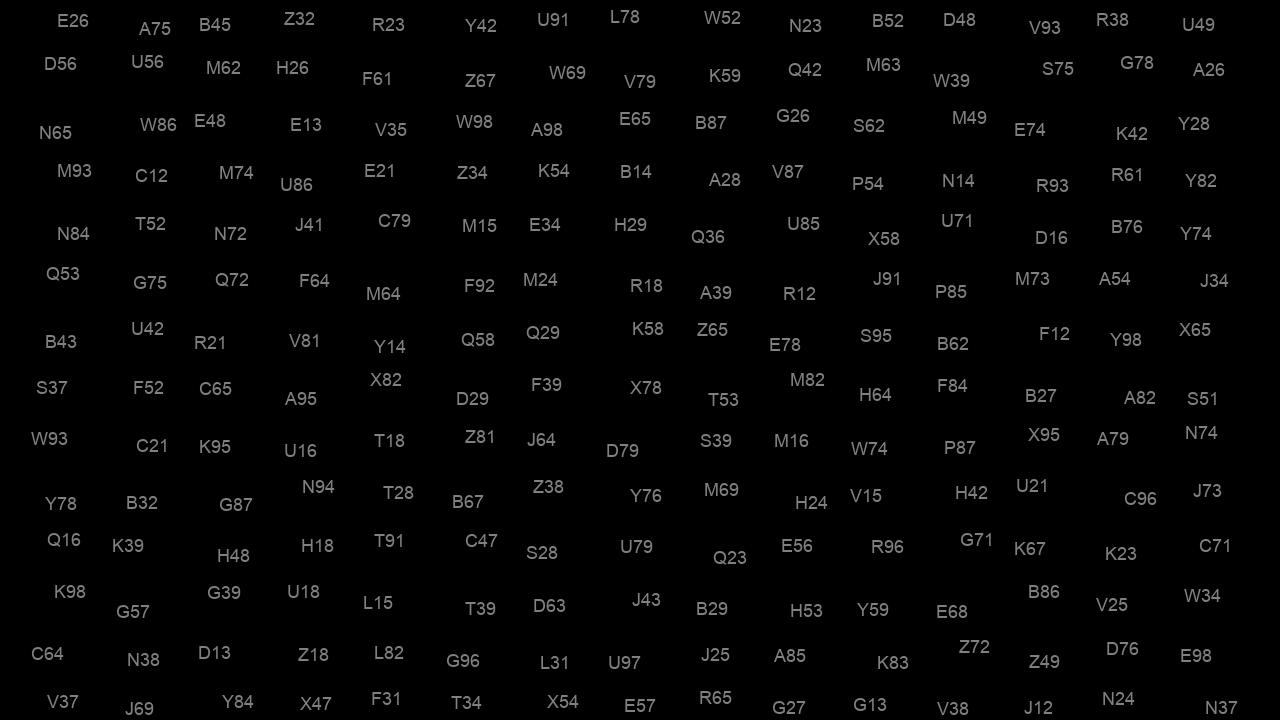 E26 A75 B45 Z32 R23 Y42 U91 L78 W52 N23 B52 D48 V93 R38 U49
D56 U56 M62 H26 F61 Z67 W69 V79 K59 Q42 M63 W39 S75 G78 A26
N65 W86 E48 E13 V35 W98 A98 E65 B87 G26 S62 M49 E74 K42 Y28
M93 C12 M74 U86 E21 Z34 K54 B14 A28 V87 P54 N14 R93 R61 Y82
N84 T52 N72 J41 C79 M15 E34 H29 Q36 U85 X58 U71 D16 B76 Y74
Q53 G75 Q72 F64 M64 F92 M24 R18 A39 R12 J91 P85 M73 A54 J34
B43 U42 R21 V81 Y14 Q58 Q29 K58 Z65 E78 S95 B62 F12 Y98 X65
S37 F52 C65 A95 X82 D29 F39 X78 T53 M82 H64 F84 B27 A82 S51
W93 C21 K95 U16 T18 Z81 J64 D79 S39 M16 W74 P87 X95 A79 N74
Y78 B32 G87 N94 T28 B67 Z38 Y76 M69 H24 V15 H42 U21 C96 J73
Q16 K39 H48 H18 T91 C47 S28 U79 Q23 E56 R96 G71 K67 K23 C71
K98 G57 G39 U18 L15 T39 D63 J43 B29 H53 Y59 E68 B86 V25 W34
C64 N38 D13 Z18 L82 G96 L31 U97 J25 A85 K83 Z72 Z49 D76 E98
V37 J69 Y84 X47 F31 T34 X54 E57 R65 G27 G13 V38 J12 N24 N37